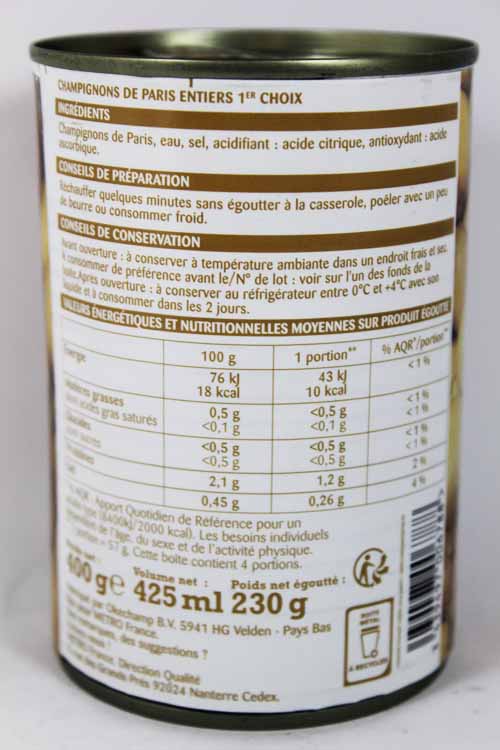 CHAMPIGNONS DE PARIS ENTIERS 1ER CHOIX
INGRÉDIENTS
Champignons de Paris, eau, sel, acidifiant : acide citrique, antioxydant : acide
ascorbique.
CONSEILS DE PRÉPARATION
Réchauffer quelques minutes sans égoutter à la casserole, poêler avec un peu
de beurre ou consommer froid.
CONSEILS DE CONSERVATION
Avant ouverture : à conserver à température ambiante dans un endroit frais et sec.
À consommer de préférence avant le/N° de lot : voir sur l'un des fonds de la
boîte. Après ouverture : à conserver au réfrigérateur entre 0°C et +4°C avec son
liquide et à consommer dans les 2 jours.
VALEURS ÉNERGÉTIQUES ET NUTRITIONNELLES MOYENNES SUR PRODUIT ÉGOUTTÉ
100 g 1 portion** % AQR*/portion**
Energie 76 kJ 43 kJ <1%
18 kcal 10 kcal
Matières grasses 0,5 g <0,5 g <1%
acides gras saturés <0,1 g <0,1 g <1%
Glucides <0,5 g <0,5 g <1%
sucres <0,5 g <0,5 g <1%
Protéines 2,1 g 1,2 g 2%
Sel 0,45 g 0,26 g 4%
AQR : Apport Quotidien de Référence pour un
adulte type (8400kJ/2000 kcal). Les besoins individuels
dépendent de l'âge, du sexe et de l'activité physique.
portion = 57 g. Cette boîte contient 4 portions.
net : Volume net : Poids net égoutté :
400 g e 425 ml 230 g
par Okechamp B.V. 5941 HG Velden - Pays Bas
METRO France.
des suggestions ?
France, Direction Qualité
des Grands Prés 92024 Nanterre Cedex.
BOITE
MÉTAL
À RECYCLER